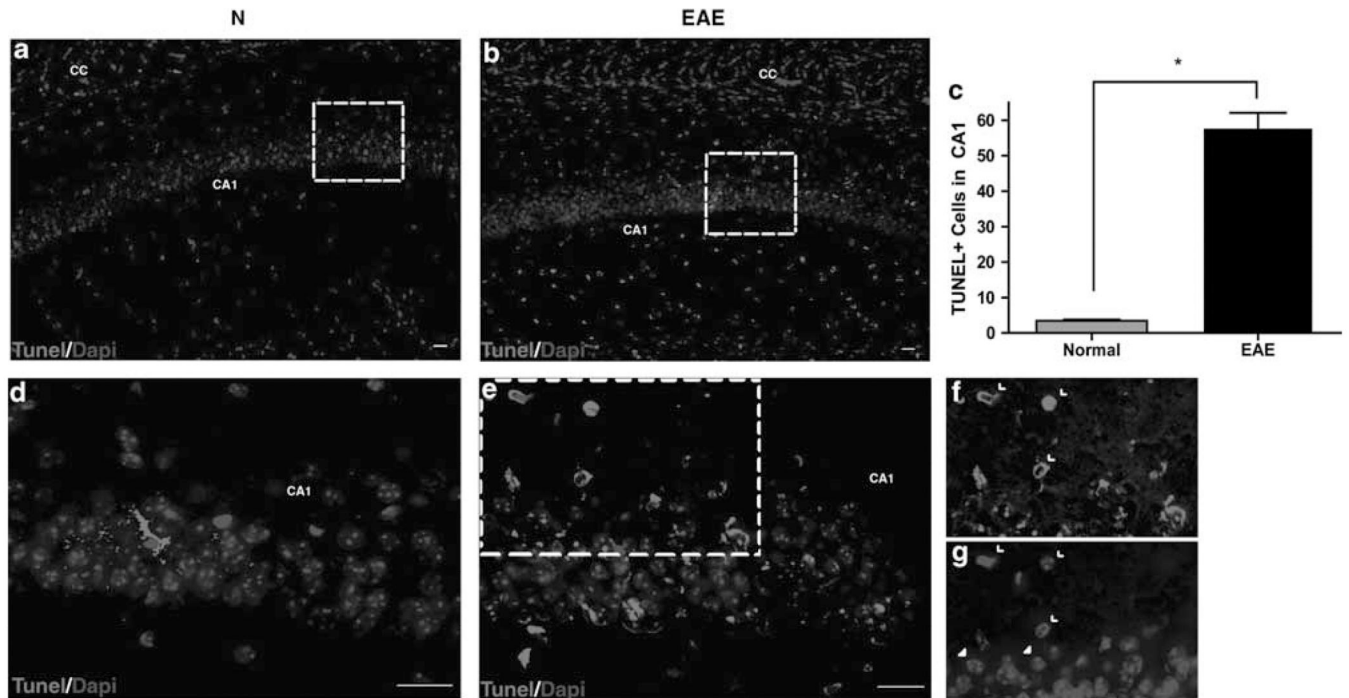 N
EAE
a
CC
CA1
Tunel/Dapi
b
CC
CA1
Tunel/Dapi
c
*
TUNEL+ Cells in CA1
60
50
40
30
20
10
0
Normal
EAE
d
CA1
Tunel/Dapi
e
CA1
Tunel/Dapi
f
g